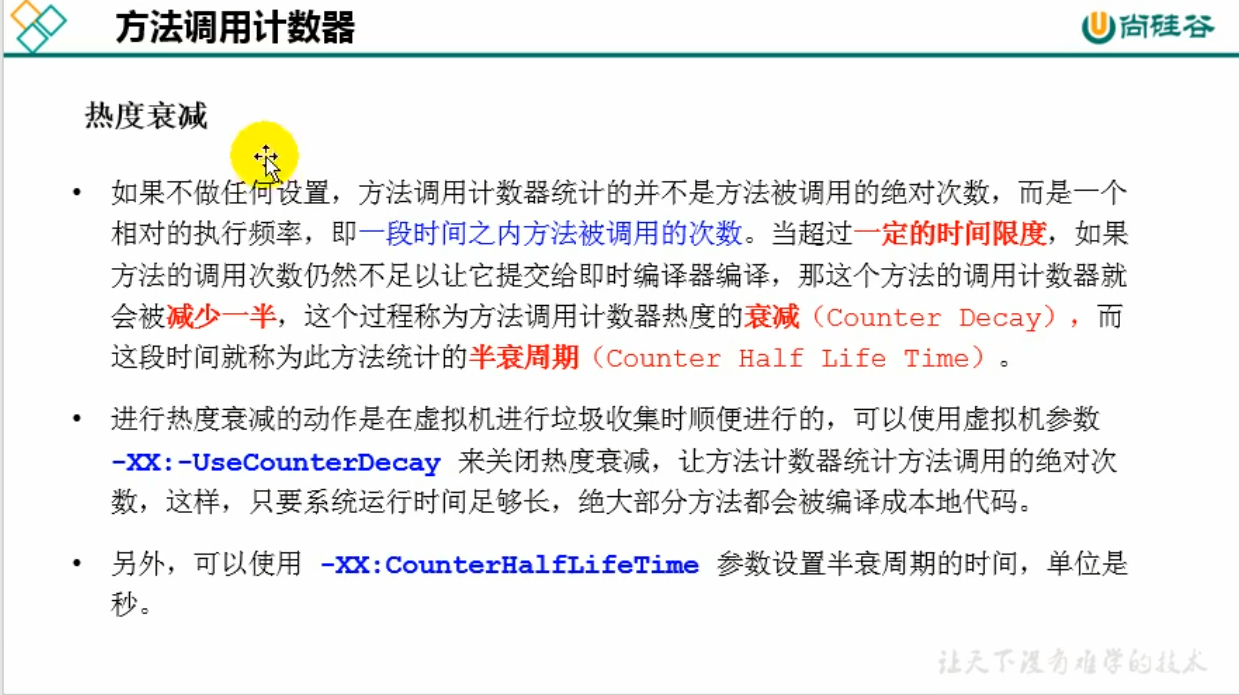 方法调用计数器
尚硅谷
热度衰减
• 如果不做任何设置，方法调用计数器统计的并不是方法被调用的绝对次数，而是一个
相对的执行频率，即一段时间之内方法被调用的次数。当超过一定的时间限度，如果
方法的调用次数仍然不足以让它提交给即时编译器编译，那这个方法的调用计数器就
会被减少一半，这个过程称为方法调用计数器热度的衰减（Counter Decay），而
这段时间就称为此方法统计的半衰周期（Counter Half Life Time）。
• 进行热度衰减的动作是在虚拟机进行垃圾收集时顺便进行的，可以使用虚拟机参数
-XX:-UseCounterDecay 来关闭热度衰减，让方法计数器统计方法调用的绝对次
数，这样，只要系统运行时间足够长，绝大部分方法都会被编译成本地代码。
• 另外，可以使用 -XX:CounterHalfLifeTime 参数设置半衰周期的时间，单位是
秒。
让天下没有难学的技术